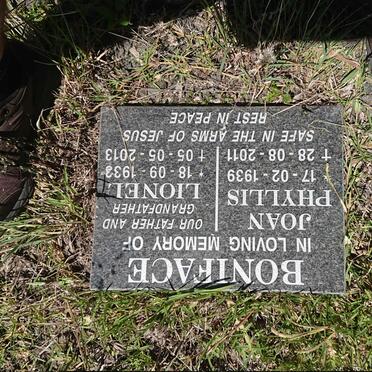 BONIFACE
IN LOVING MEMORY OF
JOAN
PHYLLIS
17 - 02 - 1939
† 28 - 08 - 2011
OUR FATHER AND
GRANDFATHER
LIONEL
* 18 - 09 - 1933
† 05 - 05 - 2013
SAFE IN THE ARMS OF JESUS
REST IN PEACE